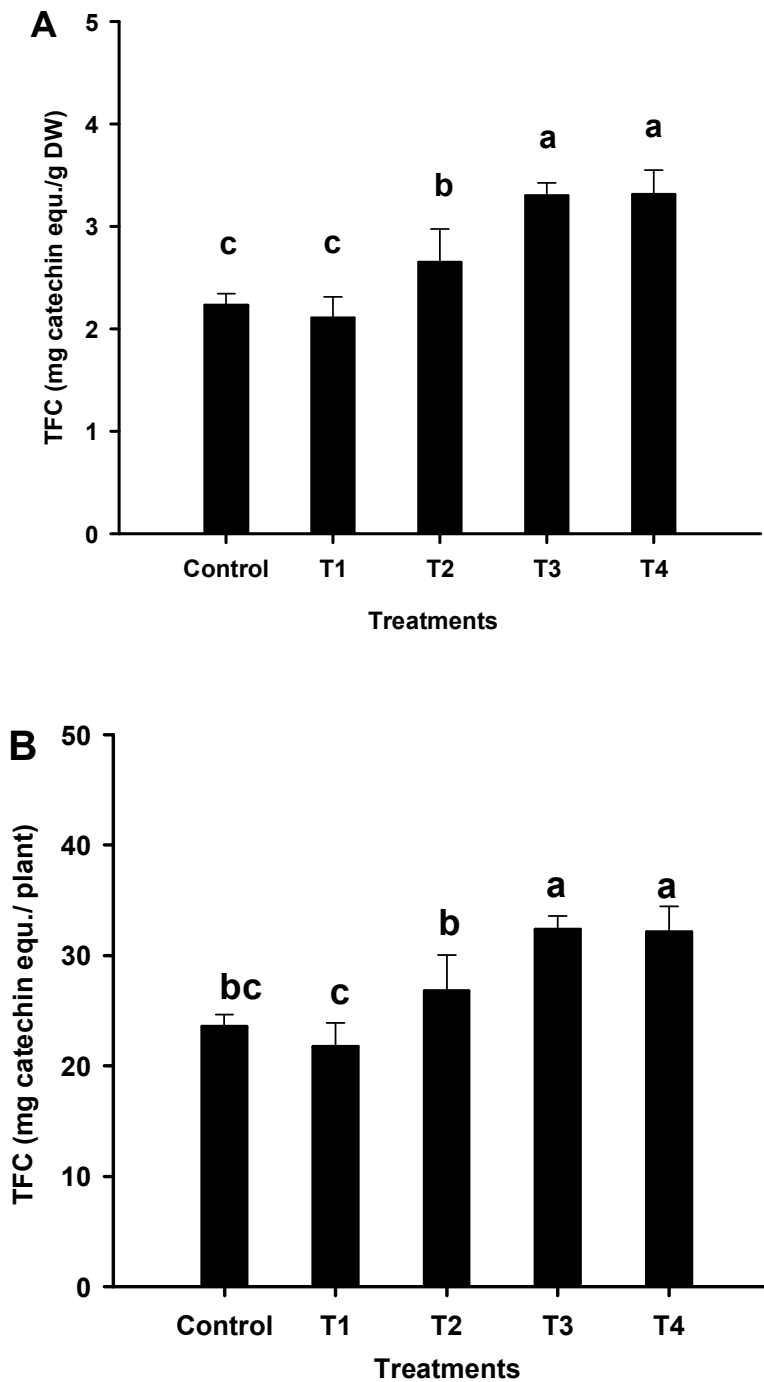 A
TFC (mg catechin equ./g DW)
5
4
3
2
1
0
c
c
b
a
a
Control T1 T2 T3 T4
Treatments
B
TFC (mg catechin equ./ plant)
50
40
30
20
10
0
bc
c
b
a
a
Control T1 T2 T3 T4
Treatments